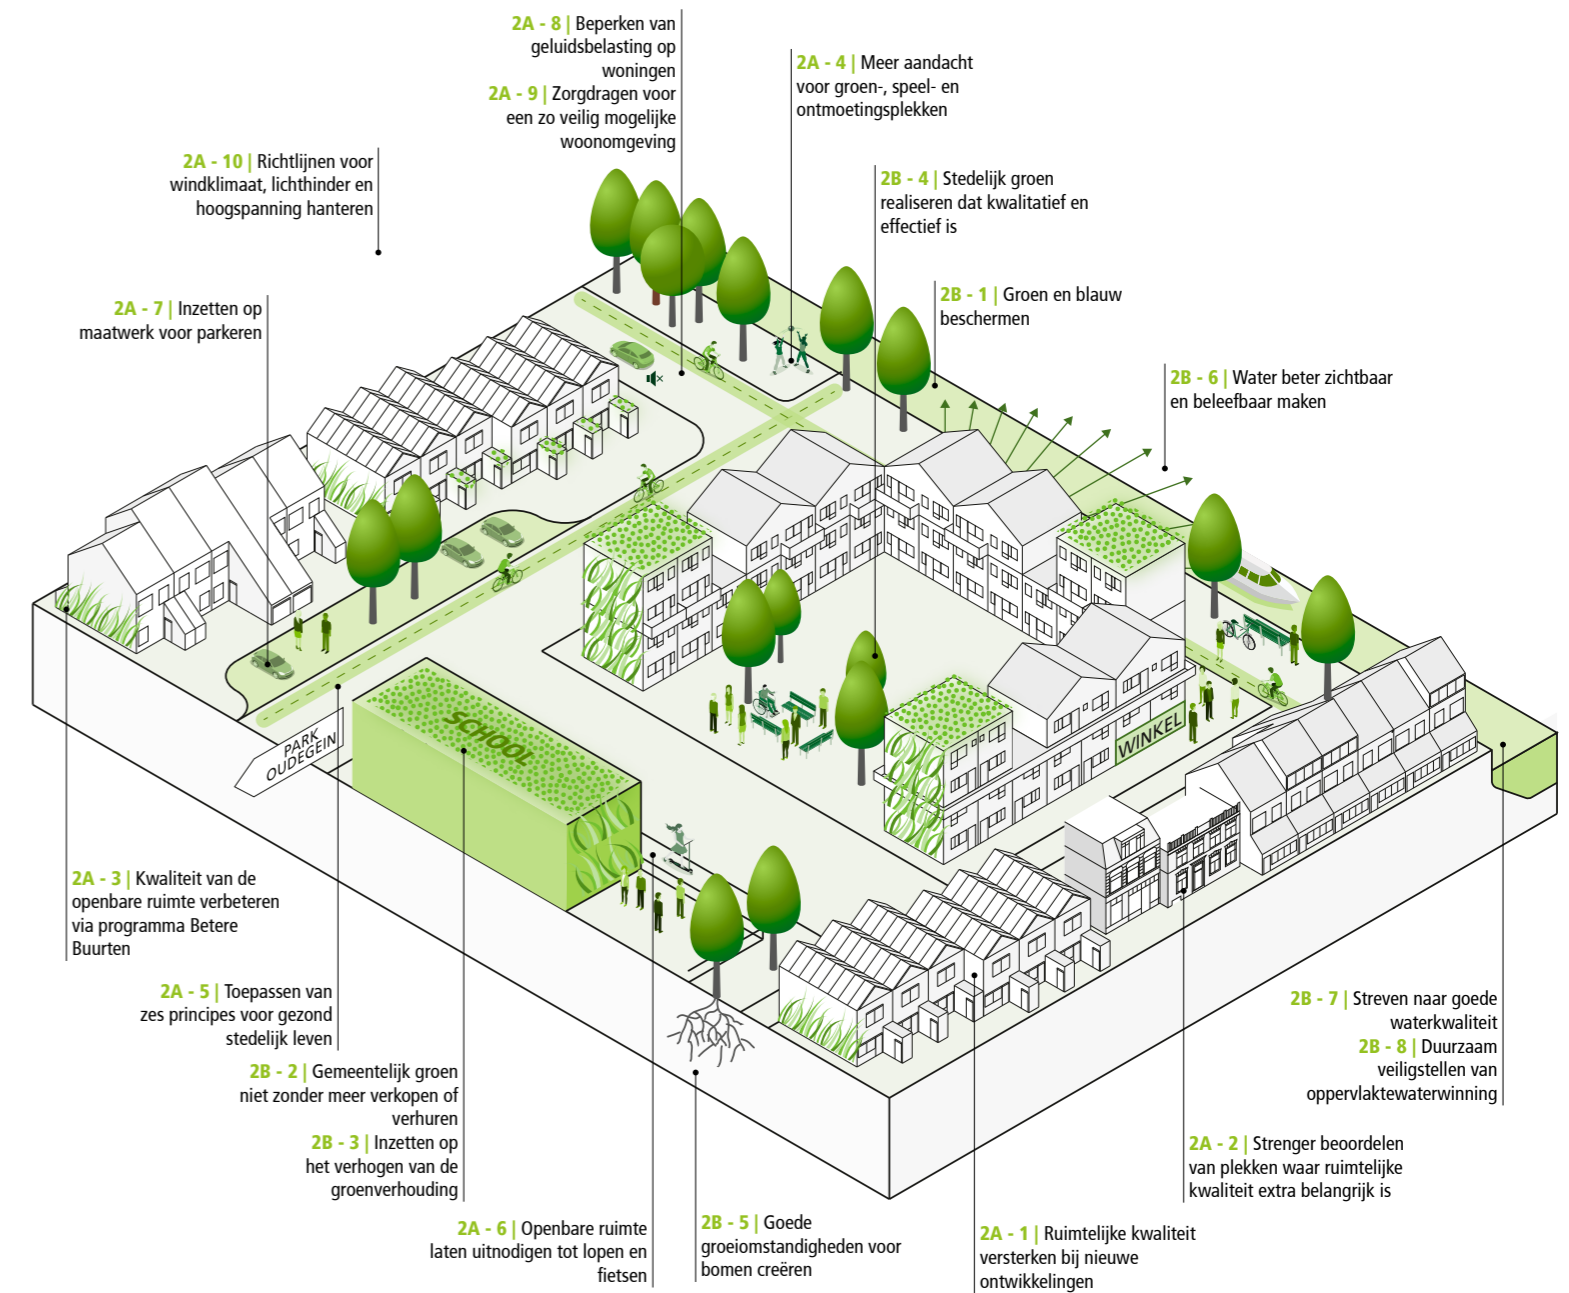 2A - 8 | Beperken van
geluidsbelasting op
woningen
2A - 9 | Zorgdragen voor
een zo veilig mogelijke
woonomgeving
2A - 4 | Meer aandacht
voor groen-, speel- en
ontmoetingsplekken
2A - 10 | Richtlijnen voor
windklimaat, lichthinder en
hoogspanning hanteren
2B - 4 | Stedelijk groen
realiseren dat kwalitatief en
effectief is
2A - 7 | Inzetten op
maatwerk voor parkeren
2B - 1 | Groen en blauw
beschermen
2B - 6 | Water beter zichtbaar
en beleefbaar maken
PARK
OUDEGEIN
SCHOOL
WINKEL
2A - 3 | Kwaliteit van de
openbare ruimte verbeteren
via programma Betere
Buurten
2A - 5 | Toepassen van
zes principes voor gezond
stedelijk leven
2B - 2 | Gemeentelijk groen
niet zonder meer verkopen of
verhuren
2B - 3 | Inzetten op
het verhogen van de
groenverhouding
2A - 6 | Openbare ruimte
laten uitnodigen tot lopen en
fietsen
2B - 5 | Goede
groeiomstandigheden voor
bomen creëren
2A - 1 | Ruimtelijke kwaliteit
versterken bij nieuwe
ontwikkelingen
2A - 2 | Strenger beoordelen
van plekken waar ruimtelijke
kwaliteit extra belangrijk is
2B - 7 | Streven naar goede
waterkwaliteit
2B - 8 | Duurzaam
veiligstellen van
oppervlaktewaterwinning